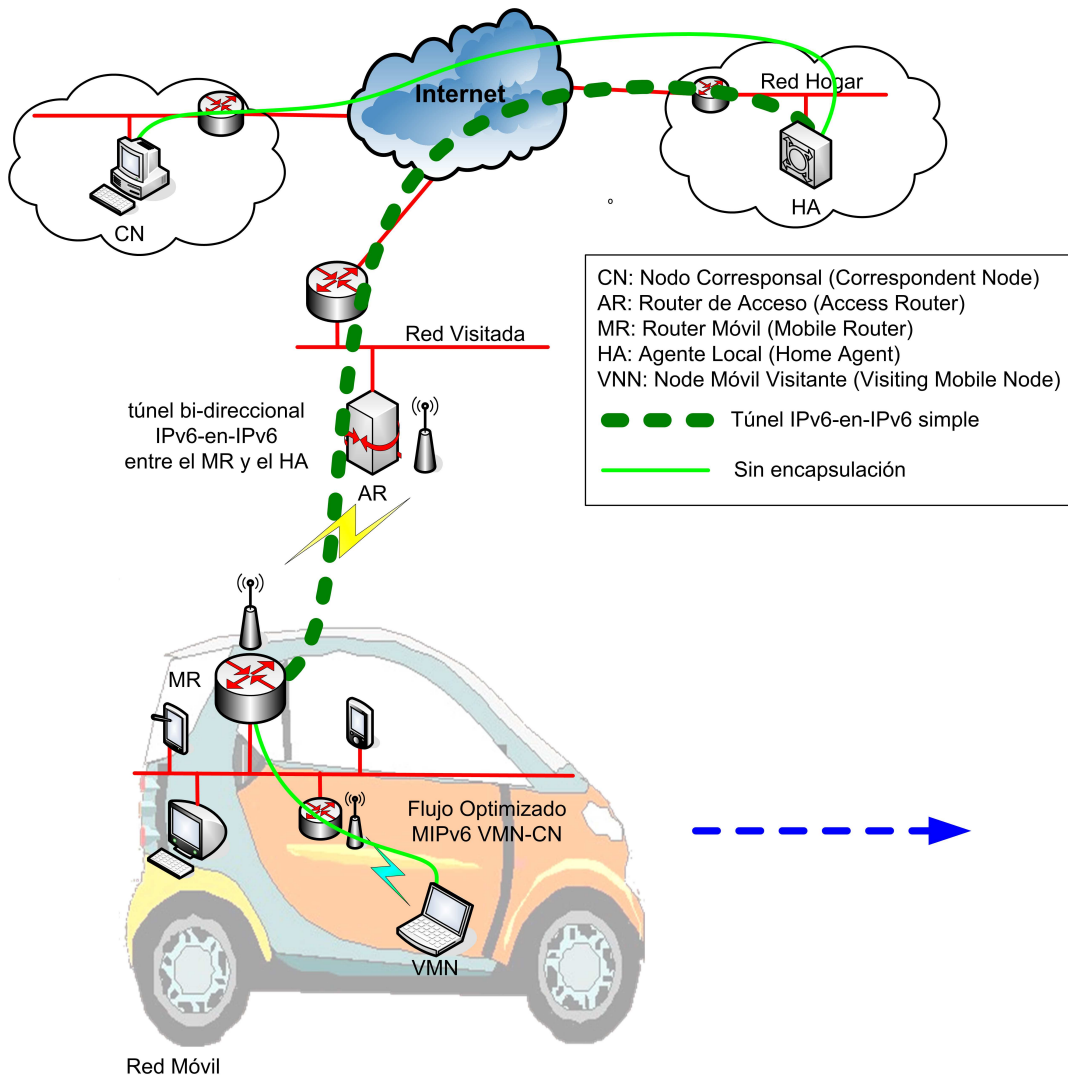 Internet
Red Hogar
CN
HA
CN: Nodo Corresponsal (Correspondent Node)
AR: Router de Acceso (Access Router)
MR: Router Móvil (Mobile Router)
HA: Agente Local (Home Agent)
VNN: Node Móvil Visitante (Visiting Mobile Node)
Túnel IPv6-en-IPv6 simple
Sin encapsulación
Red Visitada
túnel bi-direccional
IPv6-en-IPv6
entre el MR y el HA
AR
MR
Flujo Optimizado
MIPv6 VMN-CN
VMN
Red Móvil